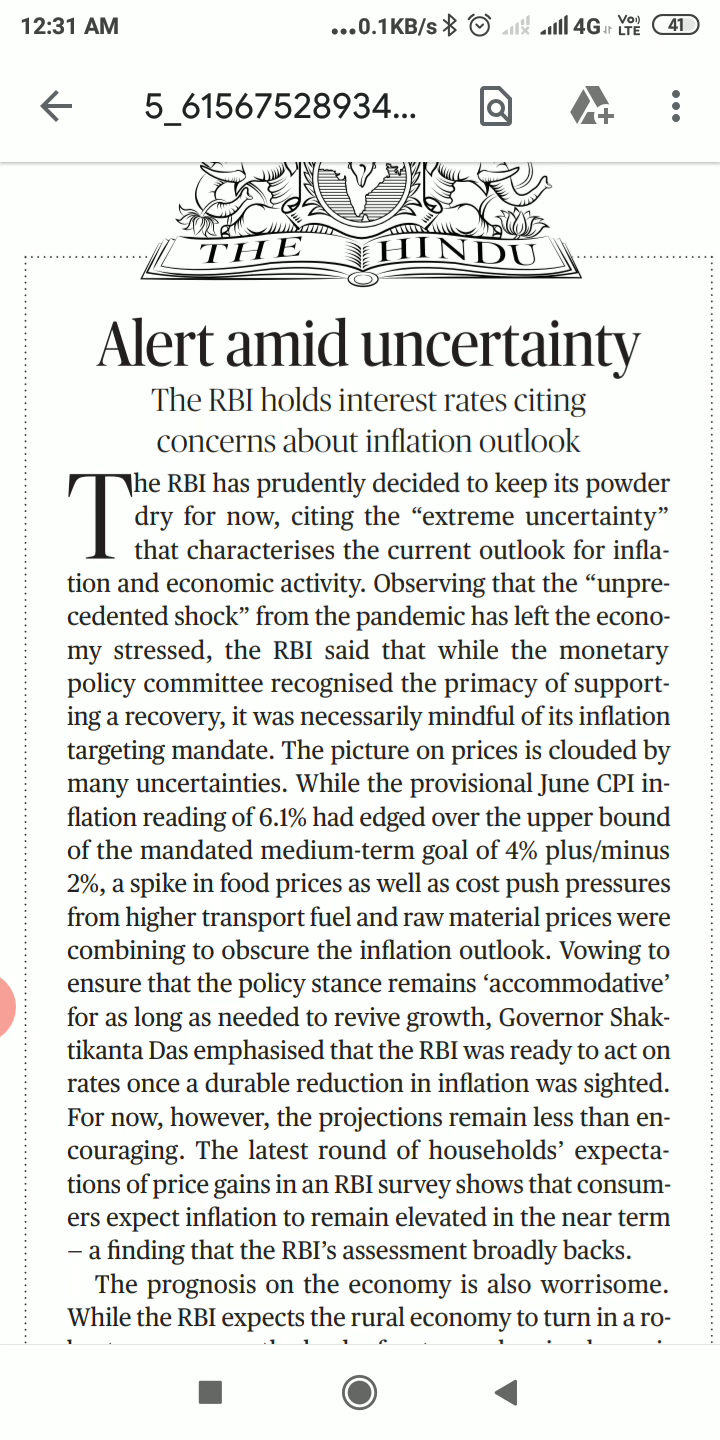 12:31 AM ...0.1KB/s 4G Vo)) LTE 41
5_61567528934...
THE HINDU
Alert amid uncertainty
The RBI holds interest rates citing
concerns about inflation outlook
The RBI has prudently decided to keep its powder
dry for now, citing the “extreme uncertainty”
that characterises the current outlook for infla-
tion and economic activity. Observing that the “unpre-
cedented shock” from the pandemic has left the econo-
my stressed, the RBI said that while the monetary
policy committee recognised the primacy of support-
ing a recovery, it was necessarily mindful of its inflation
targeting mandate. The picture on prices is clouded by
many uncertainties. While the provisional June CPI in-
flation reading of 6.1% had edged over the upper bound
of the mandated medium-term goal of 4% plus/minus
2%, a spike in food prices as well as cost push pressures
from higher transport fuel and raw material prices were
combining to obscure the inflation outlook. Vowing to
ensure that the policy stance remains ‘accommodative’
for as long as needed to revive growth, Governor Shak-
tikanta Das emphasised that the RBI was ready to act on
rates once a durable reduction in inflation was sighted.
For now, however, the projections remain less than en-
couraging. The latest round of households’ expecta-
tions of price gains in an RBI survey shows that consum-
ers expect inflation to remain elevated in the near term
– a finding that the RBI’s assessment broadly backs.
The prognosis on the economy is also worrisome.
While the RBI expects the rural economy to turn in a ro-